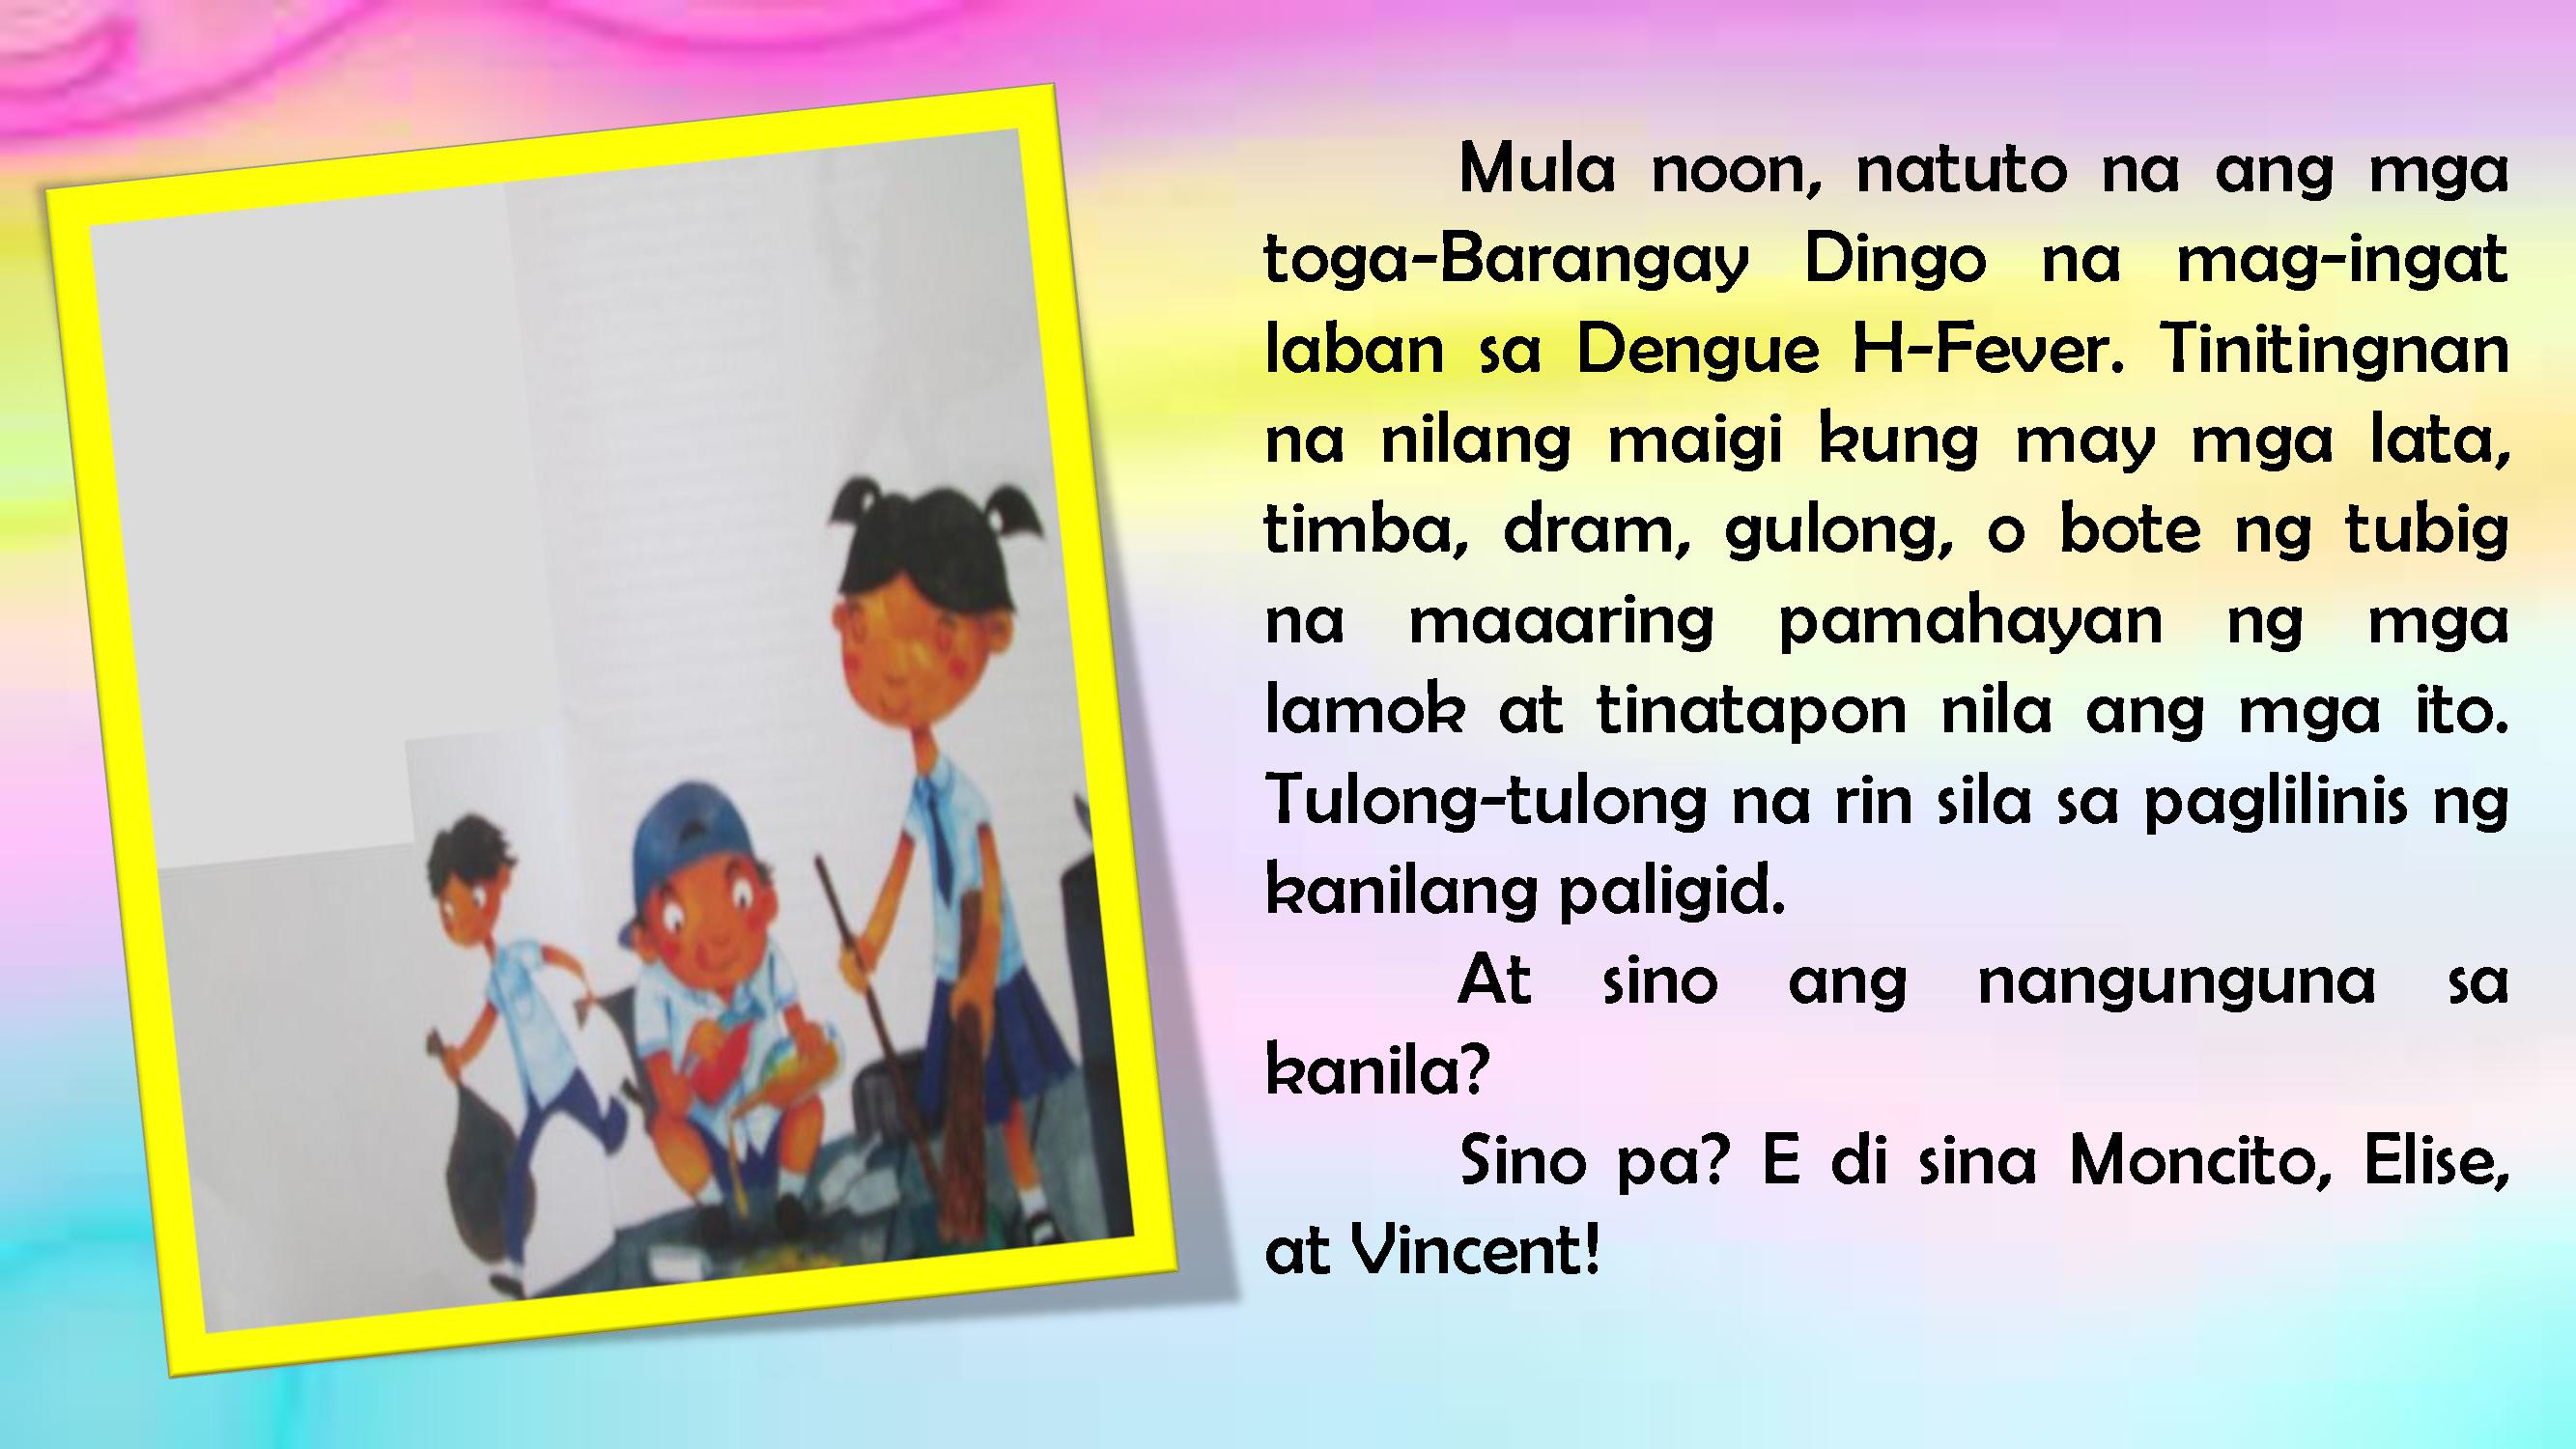 Mula noon, natuto na ang mga
toga-Barangay Dingo na mag-ingat
laban sa Dengue H-Fever. Tinitingnan
na nilang maigi kung may mga lata,
timba, dram, gulong, o bote ng tubig
na maaaring pamahayan ng mga
lamok at tinatapon nila ang mga ito.
Tulong-tulong na rin sila sa paglilinis ng
kanilang paligid.
At sino ang nangunguna sa
kanila?
Sino pa? E di sina Moncito, Elise,
at Vincent!